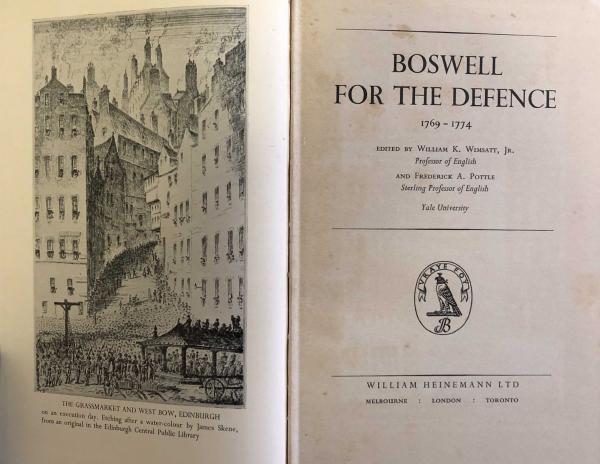 THE GRASSMARKET AND WEST BOW, EDINBURGH
on an execution day. Etching after a water-colour by James Skene,
from an original in the Edinburgh Central Public Library
BOSWELL
FOR THE DEFENCE
1769 – 1774
EDITED BY WILLIAM K. WIMSATT, JR.
Professor of English
AND FREDERICK A. POTTLE
Sterling Professor of English
Yale University
VRAYE FOY
JB
WILLIAM HEINEMANN LTD
MELBOURNE : LONDON : TORONTO